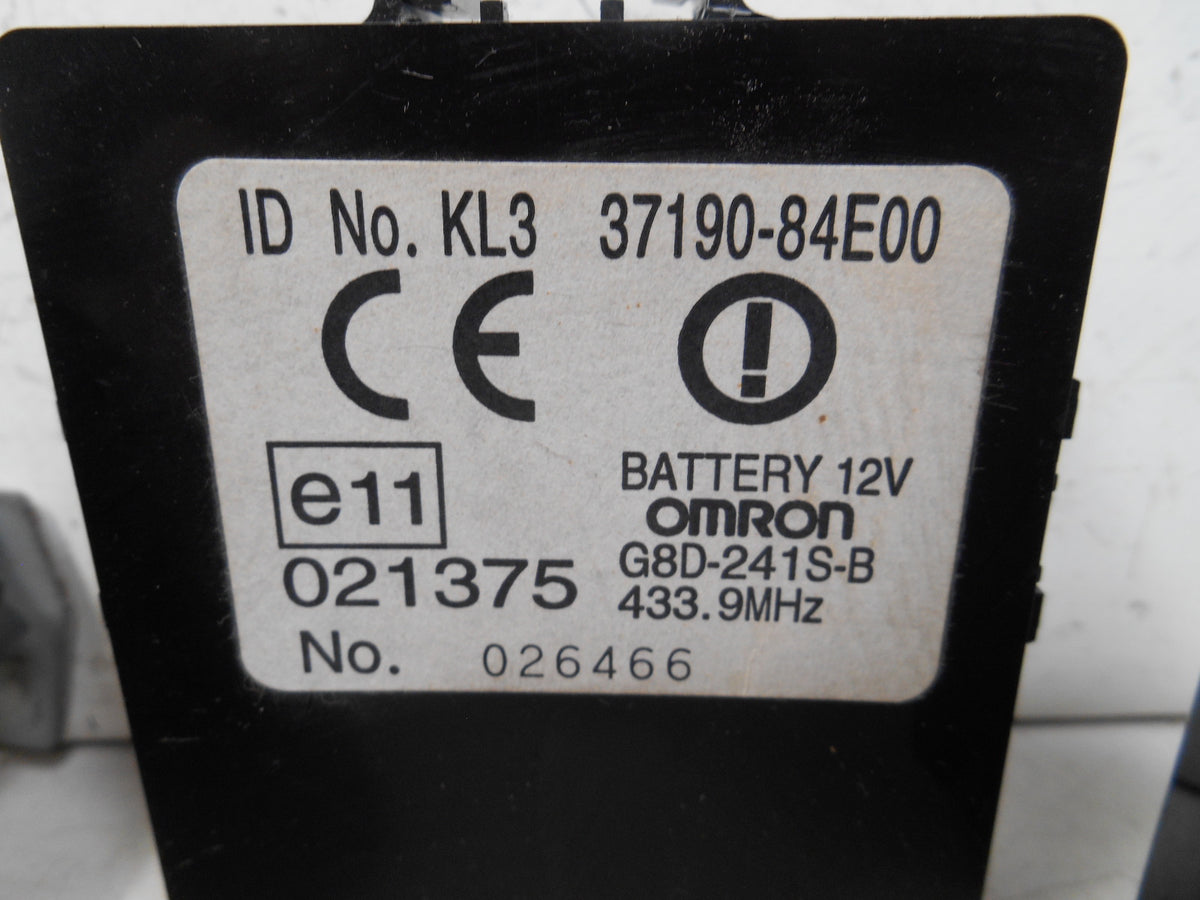 ID No. KL3 37190-84E00
CE
e11
021375
No. 026466
BATTERY 12V
OMRON
G8D-241S-B
433.9MHz